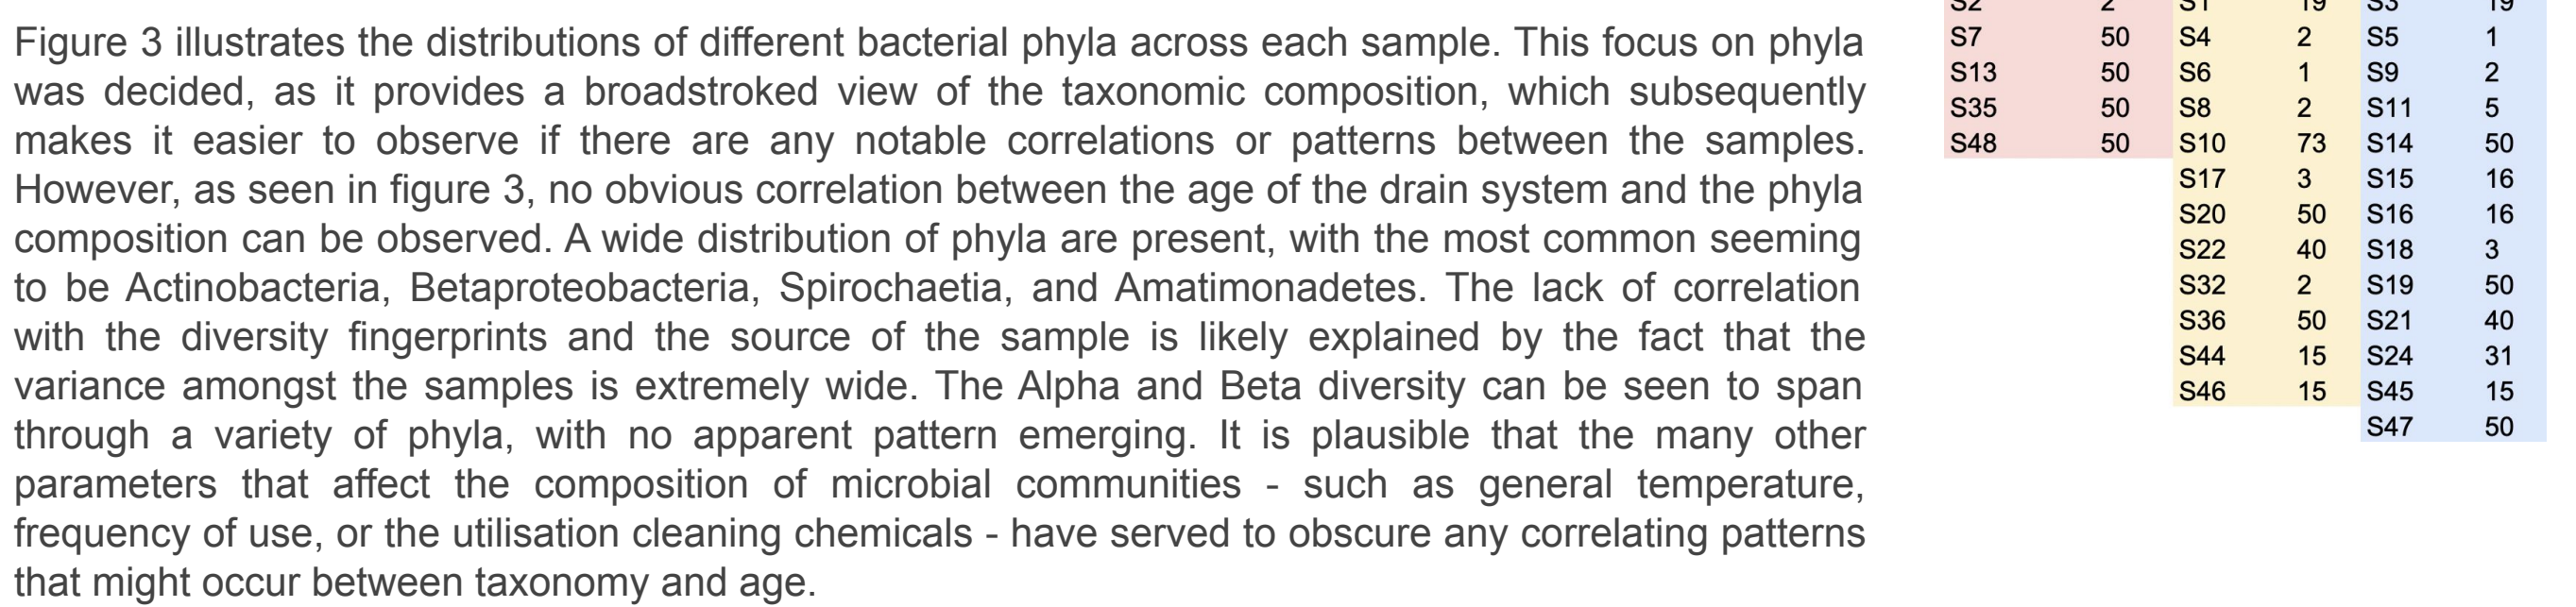 Figure 3 illustrates the distributions of different bacterial phyla across each sample. This focus on phyla
was decided, as it provides a broadstroked view of the taxonomic composition, which subsequently
makes it easier to observe if there are any notable correlations or patterns between the samples.
However, as seen in figure 3, no obvious correlation between the age of the drain system and the phyla
composition can be observed. A wide distribution of phyla are present, with the most common seeming
to be Actinobacteria, Betaproteobacteria, Spirochaetia, and Amatimonadetes. The lack of correlation
with the diversity fingerprints and the source of the sample is likely explained by the fact that the
variance amongst the samples is extremely wide. The Alpha and Beta diversity can be seen to span
through a variety of phyla, with no apparent pattern emerging. It is plausible that the many other
parameters that affect the composition of microbial communities - such as general temperature,
frequency of use, or the utilisation cleaning chemicals - have served to obscure any correlating patterns
that might occur between taxonomy and age.
S2 2 S1 19 S3 19
S7 50 S4 2 S5 1
S13 50 S6 1 S9 2
S35 50 S8 2 S11 5
S48 50 S10 73 S14 50
S17 3 S15 16
S20 50 S16 16
S22 40 S18 3
S32 2 S19 50
S36 50 S21 40
S44 15 S24 31
S46 15 S45 15
S47 50